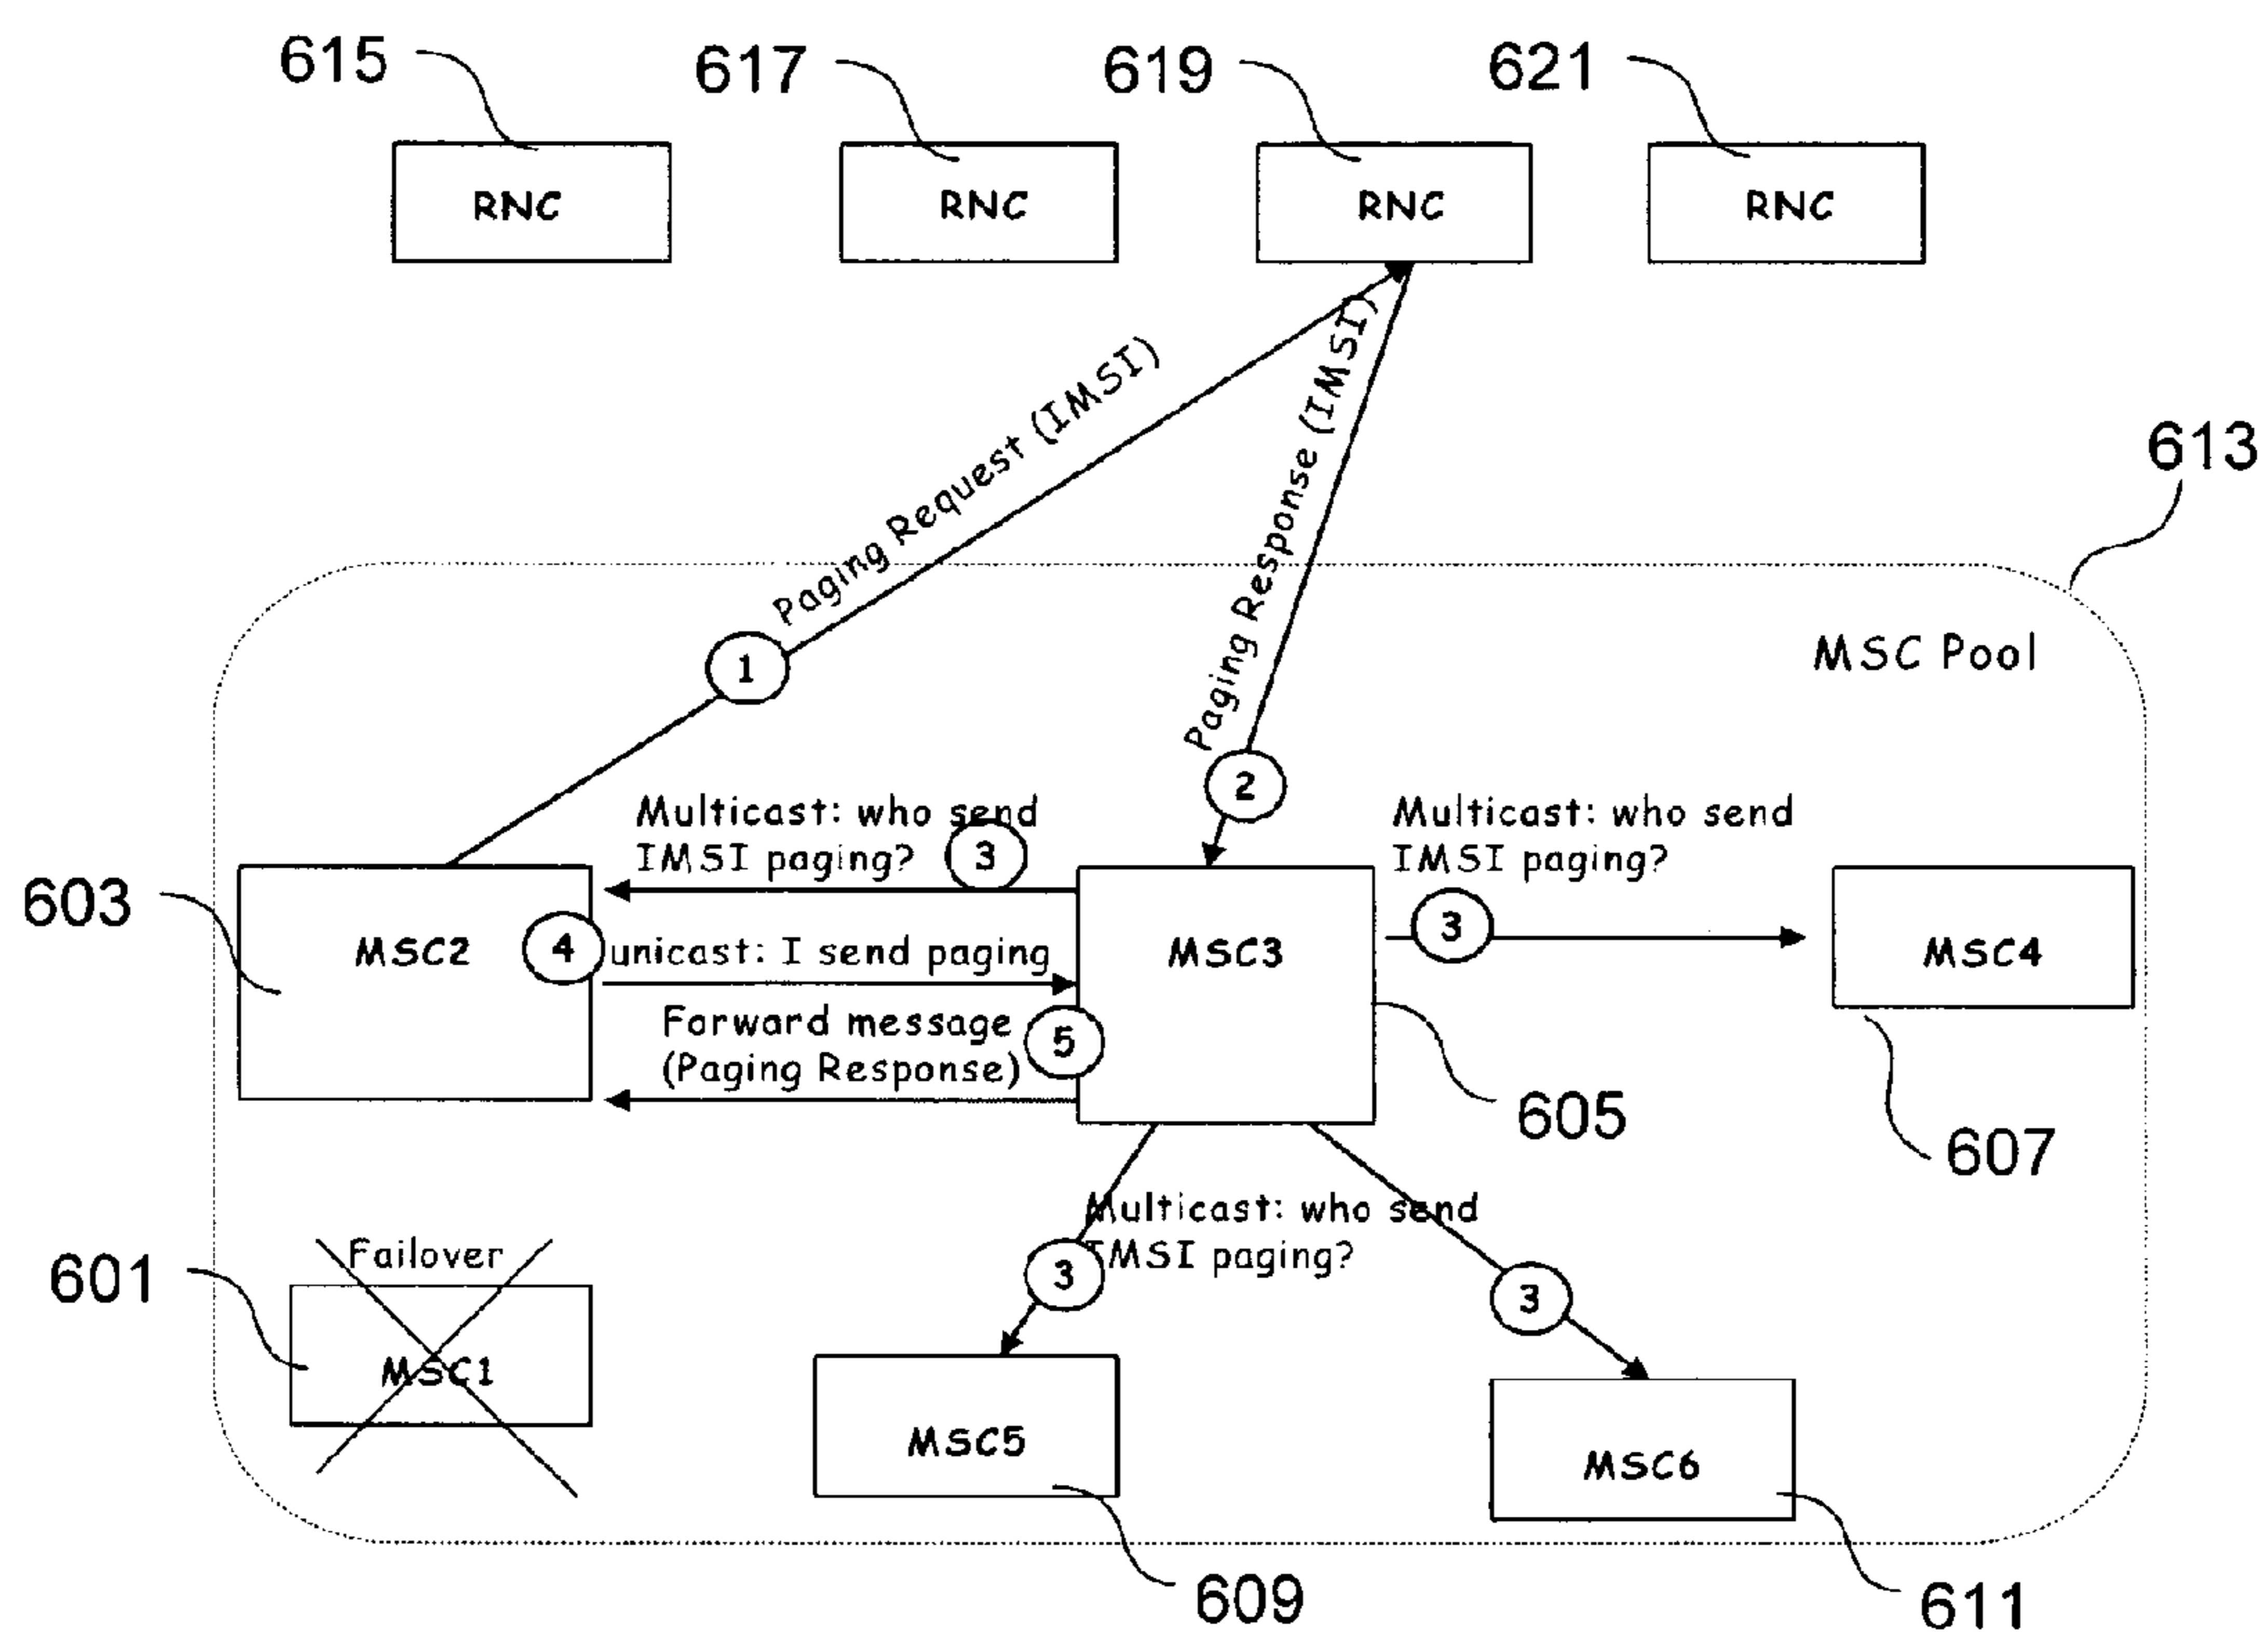 615
617
619
621
RNC
RNC
RNC
RNC
Paging Request (IMSI)
Paging Response (IMSI)
613
MSC Pool
1
2
Multicast: who send
IMSI paging?
3
Multicast: who send
IMSI paging?
3
603
MSC2
4
unicast: I send paging
MSC3
MSC4
Forward message
(Paging Response)
5
605
607
Multicast: who send
IMSI paging?
3
3
601
Failover
MSC1
MSC5
MSC6
609
611